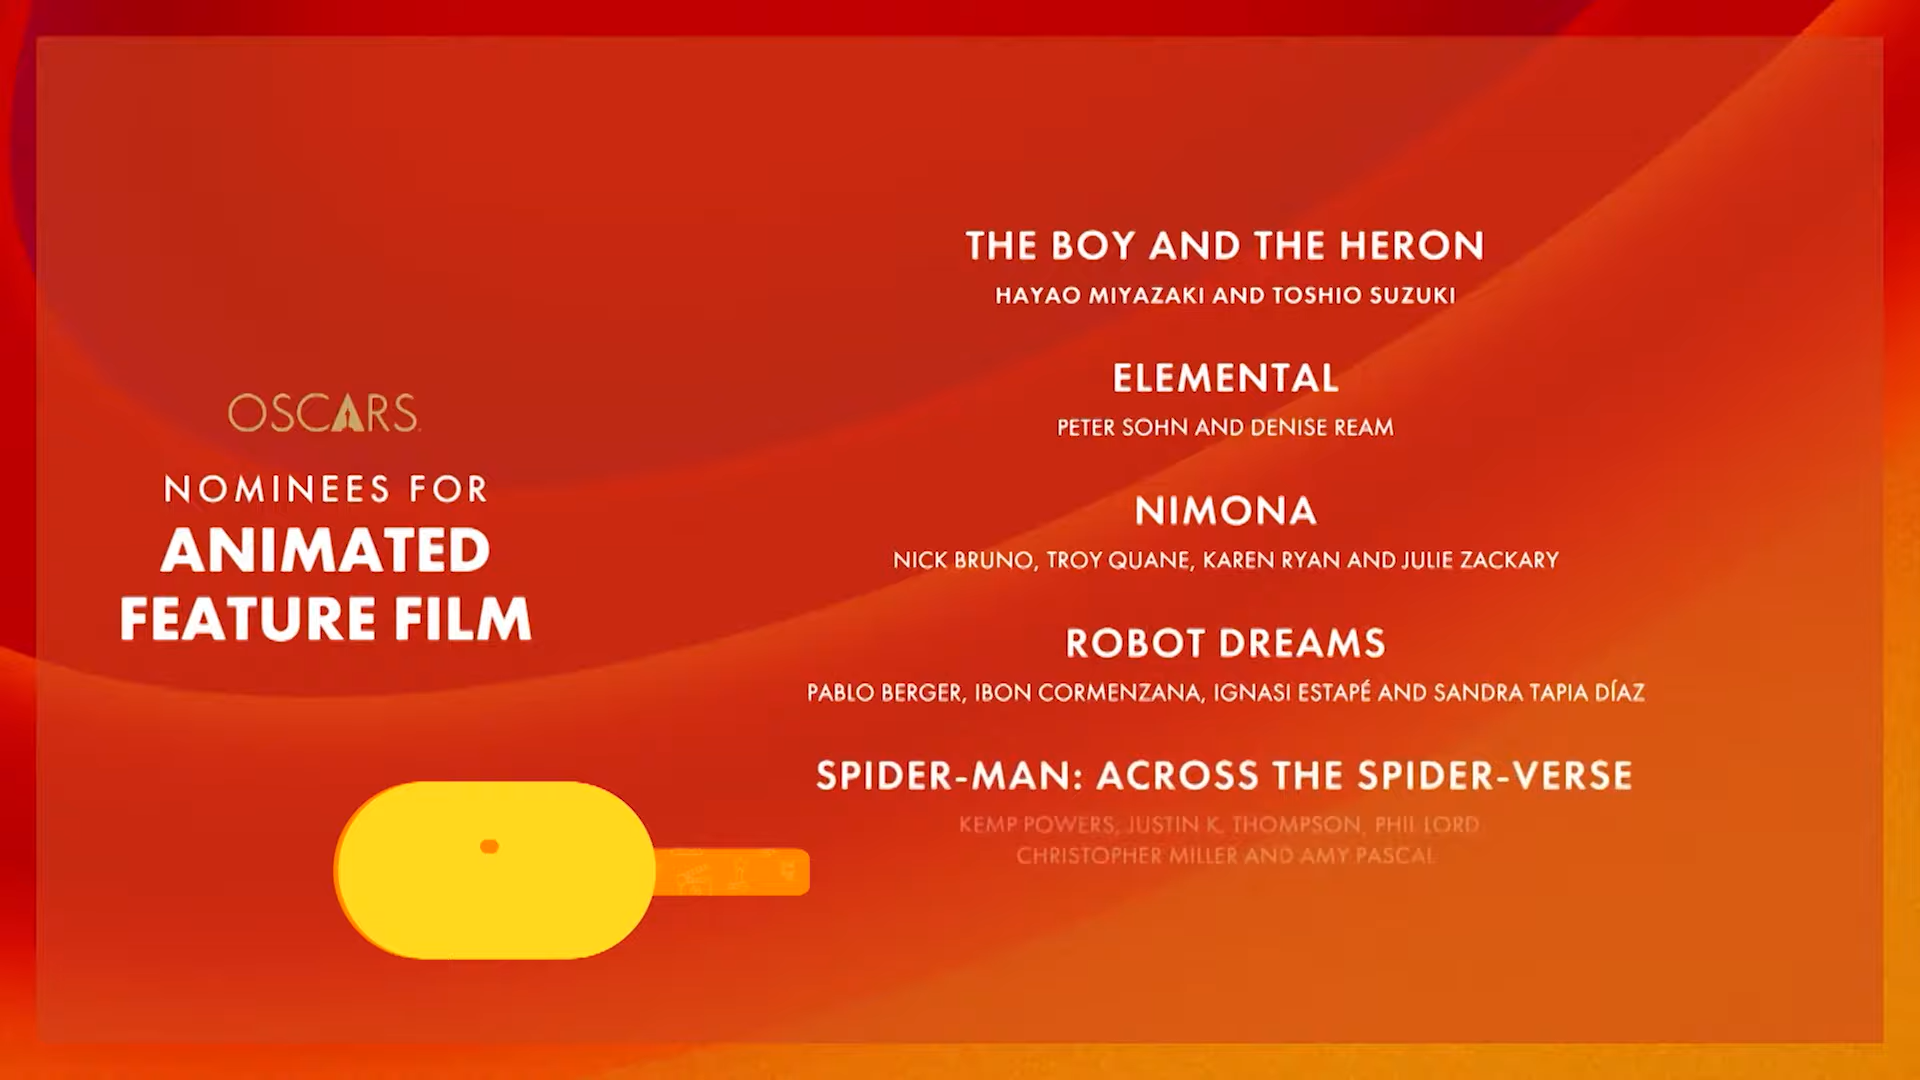 OSCARS.
NOMINEES FOR
ANIMATED
FEATURE FILM
THE BOY AND THE HERON
HAYAO MIYAZAKI AND TOSHIO SUZUKI
ELEMENTAL
PETER SOHN AND DENISE REAM
NIMONA
NICK BRUNO, TROY QUANE, KAREN RYAN AND JULIE ZACKARY
ROBOT DREAMS
PABLO BERGER, IBON CORMENZANA, IGNASI ESTAPÉ AND SANDRA TAPIA DÍAZ
SPIDER-MAN: ACROSS THE SPIDER-VERSE
KEMP POWERS, JUSTIN K. THOMPSON, PHIL LORD
CHRISTOPHER MILLER AND AMY PASCAL